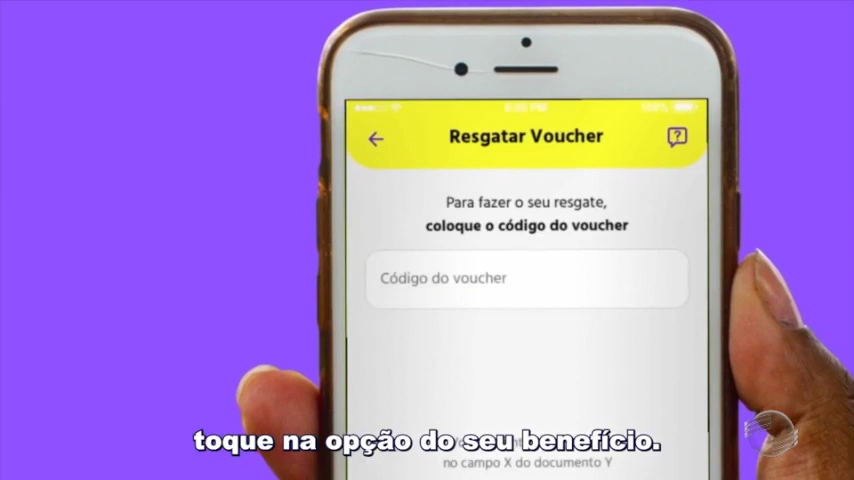 Resgatar Voucher
?
Para fazer o seu resgate,
coloque o código do voucher
Código do voucher
toque na opção do seu benefício.
no campo X do documento Y